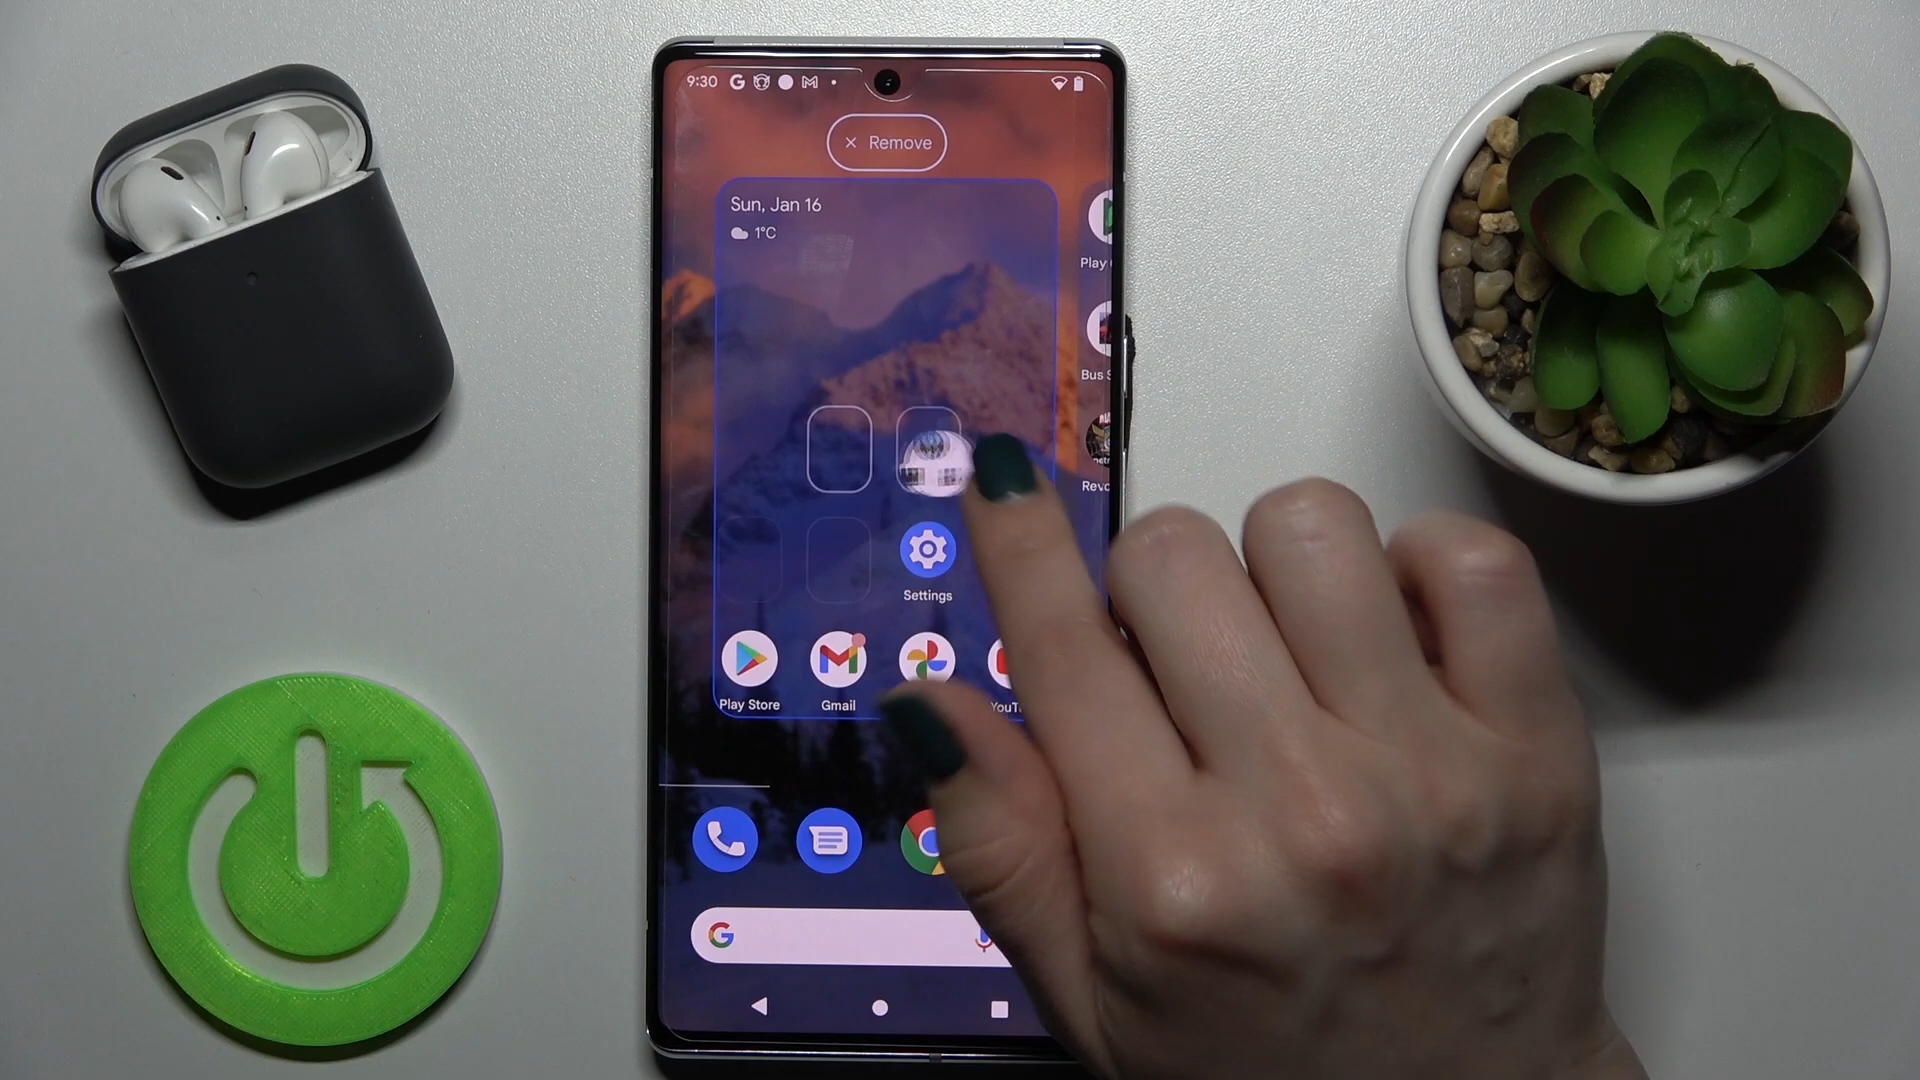 9:30
× Remove
Sun, Jan 16
1°C
Play
Bus S
Revo
Settings
Play Store
Gmail
YouT